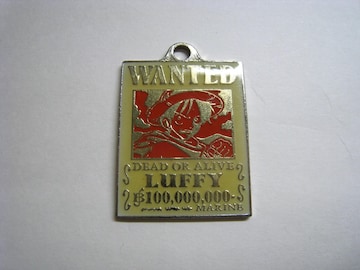 WANTED
DEAD OR ALIVE
LUFFY
฿100,000,000-
MARINE